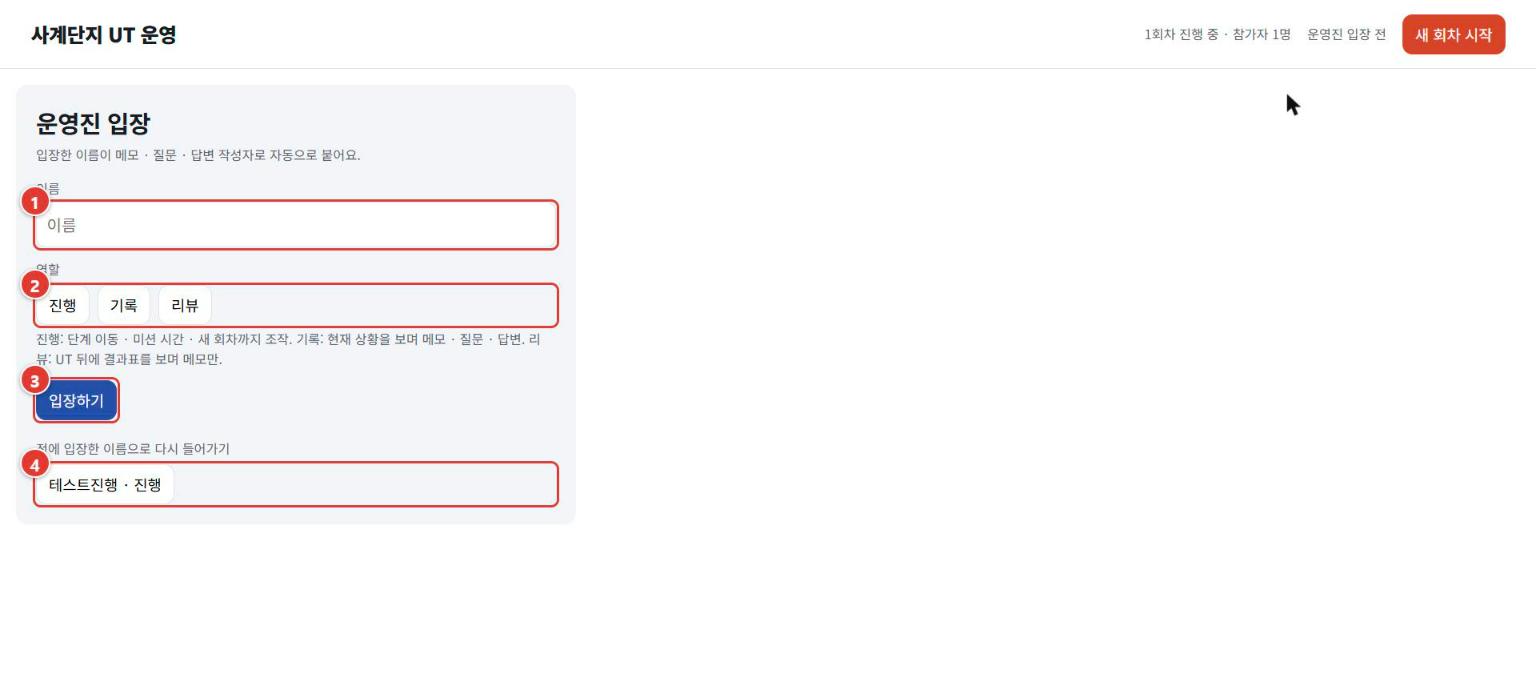 사계단지 UT 운영
1회차 진행 중 · 참가자 1명
운영진 입장 전
새 회차 시작
운영진 입장
입장한 이름이 메모 · 질문 · 답변 작성자로 자동으로 붙어요.
이름
1
이름
역할
2
진행
기록
리뷰
진행: 단계 이동 · 미션 시간 · 새 회차까지 조작. 기록: 현재 상황을 보며 메모 · 질문 · 답변. 리
뷰: UT 뒤에 결과표를 보며 메모만.
3
입장하기
전에 입장한 이름으로 다시 들어가기
4
테스트진행 · 진행